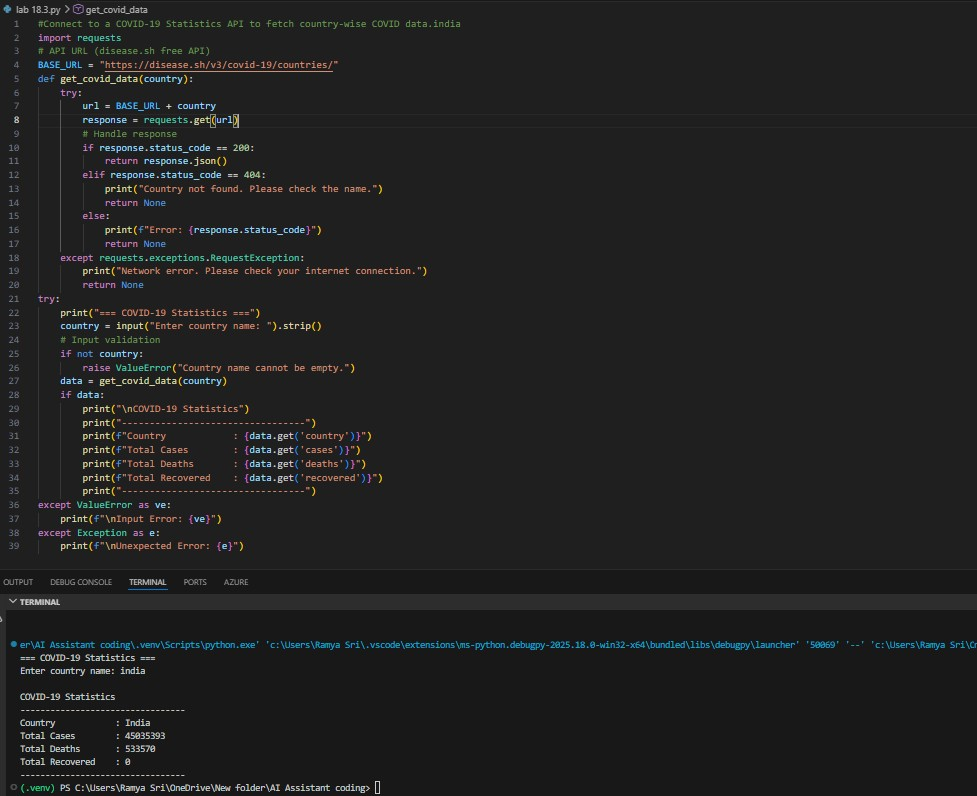 lab 18.3.py > get_covid_data
1 #Connect to a COVID-19 Statistics API to fetch country-wise COVID data.india
2 import requests
3 # API URL (disease.sh free API)
4 BASE_URL = "https://disease.sh/v3/covid-19/countries/"
5 def get_covid_data(country):
6     try:
7         url = BASE_URL + country
8         response = requests.get(url)
9         # Handle response
10         if response.status_code == 200:
11             return response.json()
12         elif response.status_code == 404:
13             print("Country not found. Please check the name.")
14             return None
15         else:
16             print(f"Error: {response.status_code}")
17             return None
18     except requests.exceptions.RequestException:
19         print("Network error. Please check your internet connection.")
20         return None
21 try:
22     print("=== COVID-19 Statistics ===")
23     country = input("Enter country name: ").strip()
24     # Input validation
25     if not country:
26         raise ValueError("Country name cannot be empty.")
27     data = get_covid_data(country)
28     if data:
29         print("\nCOVID-19 Statistics")
30         print("---------------------------------")
31         print(f"Country            : {data.get('country')}")
32         print(f"Total Cases        : {data.get('cases')}")
33         print(f"Total Deaths       : {data.get('deaths')}")
34         print(f"Total Recovered    : {data.get('recovered')}")
35         print("---------------------------------")
36 except ValueError as ve:
37     print(f"\nInput Error: {ve}")
38 except Exception as e:
39     print(f"\nUnexpected Error: {e}")
OUTPUT DEBUG CONSOLE TERMINAL PORTS AZURE
TERMINAL
er\AI Assistant coding\.venv\Scripts\python.exe' 'c:\Users\Ramya Sri\.vscode\extensions\ms-python.debugpy-2025.18.0-win32-x64\bundled\libs\debugpy\launcher' '50069' '--' 'c:\Users\Ramya Sri\
=== COVID-19 Statistics ===
Enter country name: india
COVID-19 Statistics
---------------------------------
Country            : India
Total Cases        : 45035393
Total Deaths       : 533570
Total Recovered    : 0
---------------------------------
(.venv) PS C:\Users\Ramya Sri\OneDrive\New folder\AI Assistant coding>